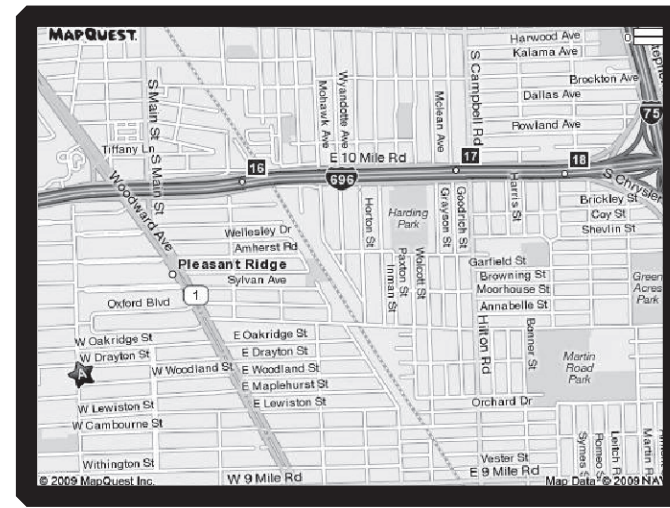 MAPQUEST
Harwood Ave
Kalama Ave
Brockton Ave
Dallas Ave
Rowland Ave
75
S Main St
S Main St
Tiffany Ln
Mohawk Ave
Wyandotte Ave
Mclean Ave
S Campbell Rd
16
E 10 Mile Rd
696
17
18
S Chrysler
Woodward Ave
Wellesley Dr
Amherst Rd
Pleasant Ridge
Sylvan Ave
1
Oxford Blvd
Horton St
Harding
Park
Inman St
Paxton St
Wolcott St
Grayson St
Goodrich St
Harris St
Brickley St
Coy St
Shevlin St
Garfield St
Browning St
Moorhouse St
Annabelle St
Green
Acres
Park
W Oakridge St
W Drayton St
A
W Woodland St
W Lewiston St
W Cambourne St
Withington St
E Oakridge St
E Drayton St
E Woodland St
E Maplehurst St
E Lewiston St
Hilton Rd
Bonner St
Martin
Road
Park
Orchard Dr
Vester St
E 9 Mile Rd
W 9 Mile Rd
Symes
Romeo S
Leitch R
Martin R
© 2009 MapQuest Inc.
Map Data © 2009 NAV